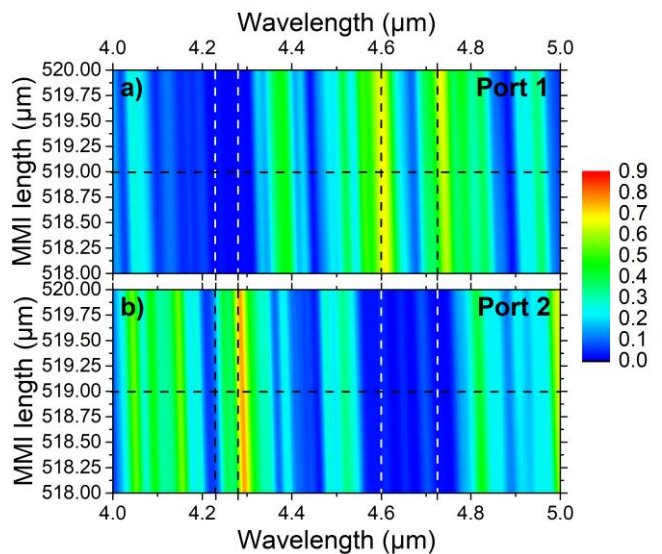 Wavelength (μm)
4.0 4.2 4.4 4.6 4.8 5.0
MMI length (μm)
520.00
519.75
519.50
519.25
519.00
518.75
518.50
518.25
518.00
a)
Port 1
MMI length (μm)
520.00
519.75
519.50
519.25
519.00
518.75
518.50
518.25
518.00
b)
Port 2
4.0 4.2 4.4 4.6 4.8 5.0
Wavelength (μm)
0.9
0.8
0.7
0.6
0.5
0.4
0.3
0.2
0.1
0.0